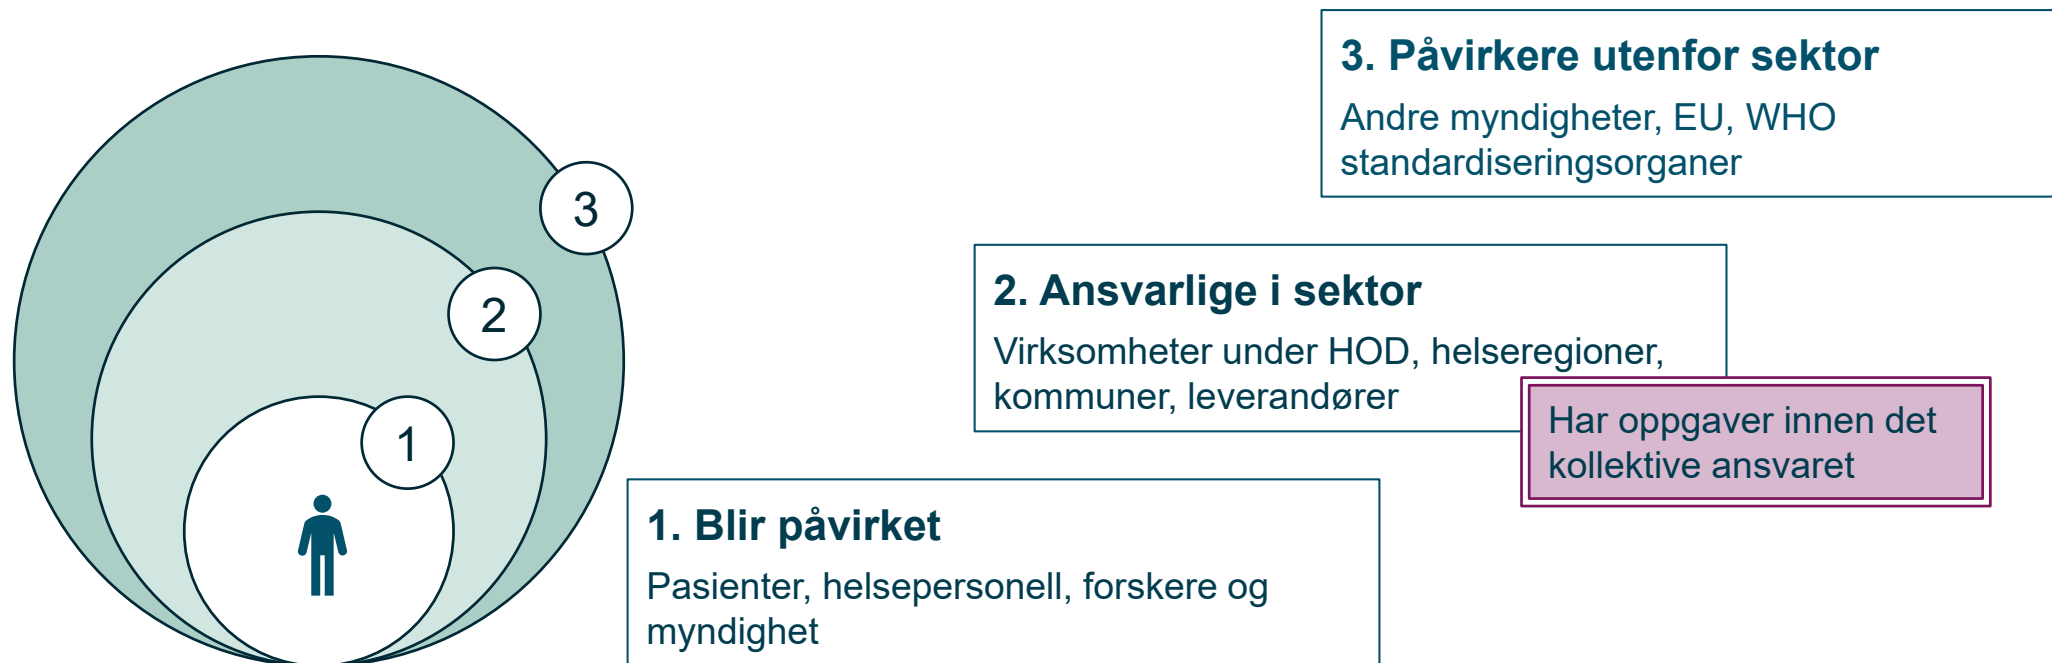 3. Påvirkere utenfor sektor
Andre myndigheter, EU, WHO
standardiseringsorganer
3
2. Ansvarlige i sektor
Virksomheter under HOD, helseregioner,
kommuner, leverandører
2
Har oppgaver innen det
kollektive ansvaret
1
1. Blir påvirket
Pasienter, helsepersonell, forskere og
myndighet